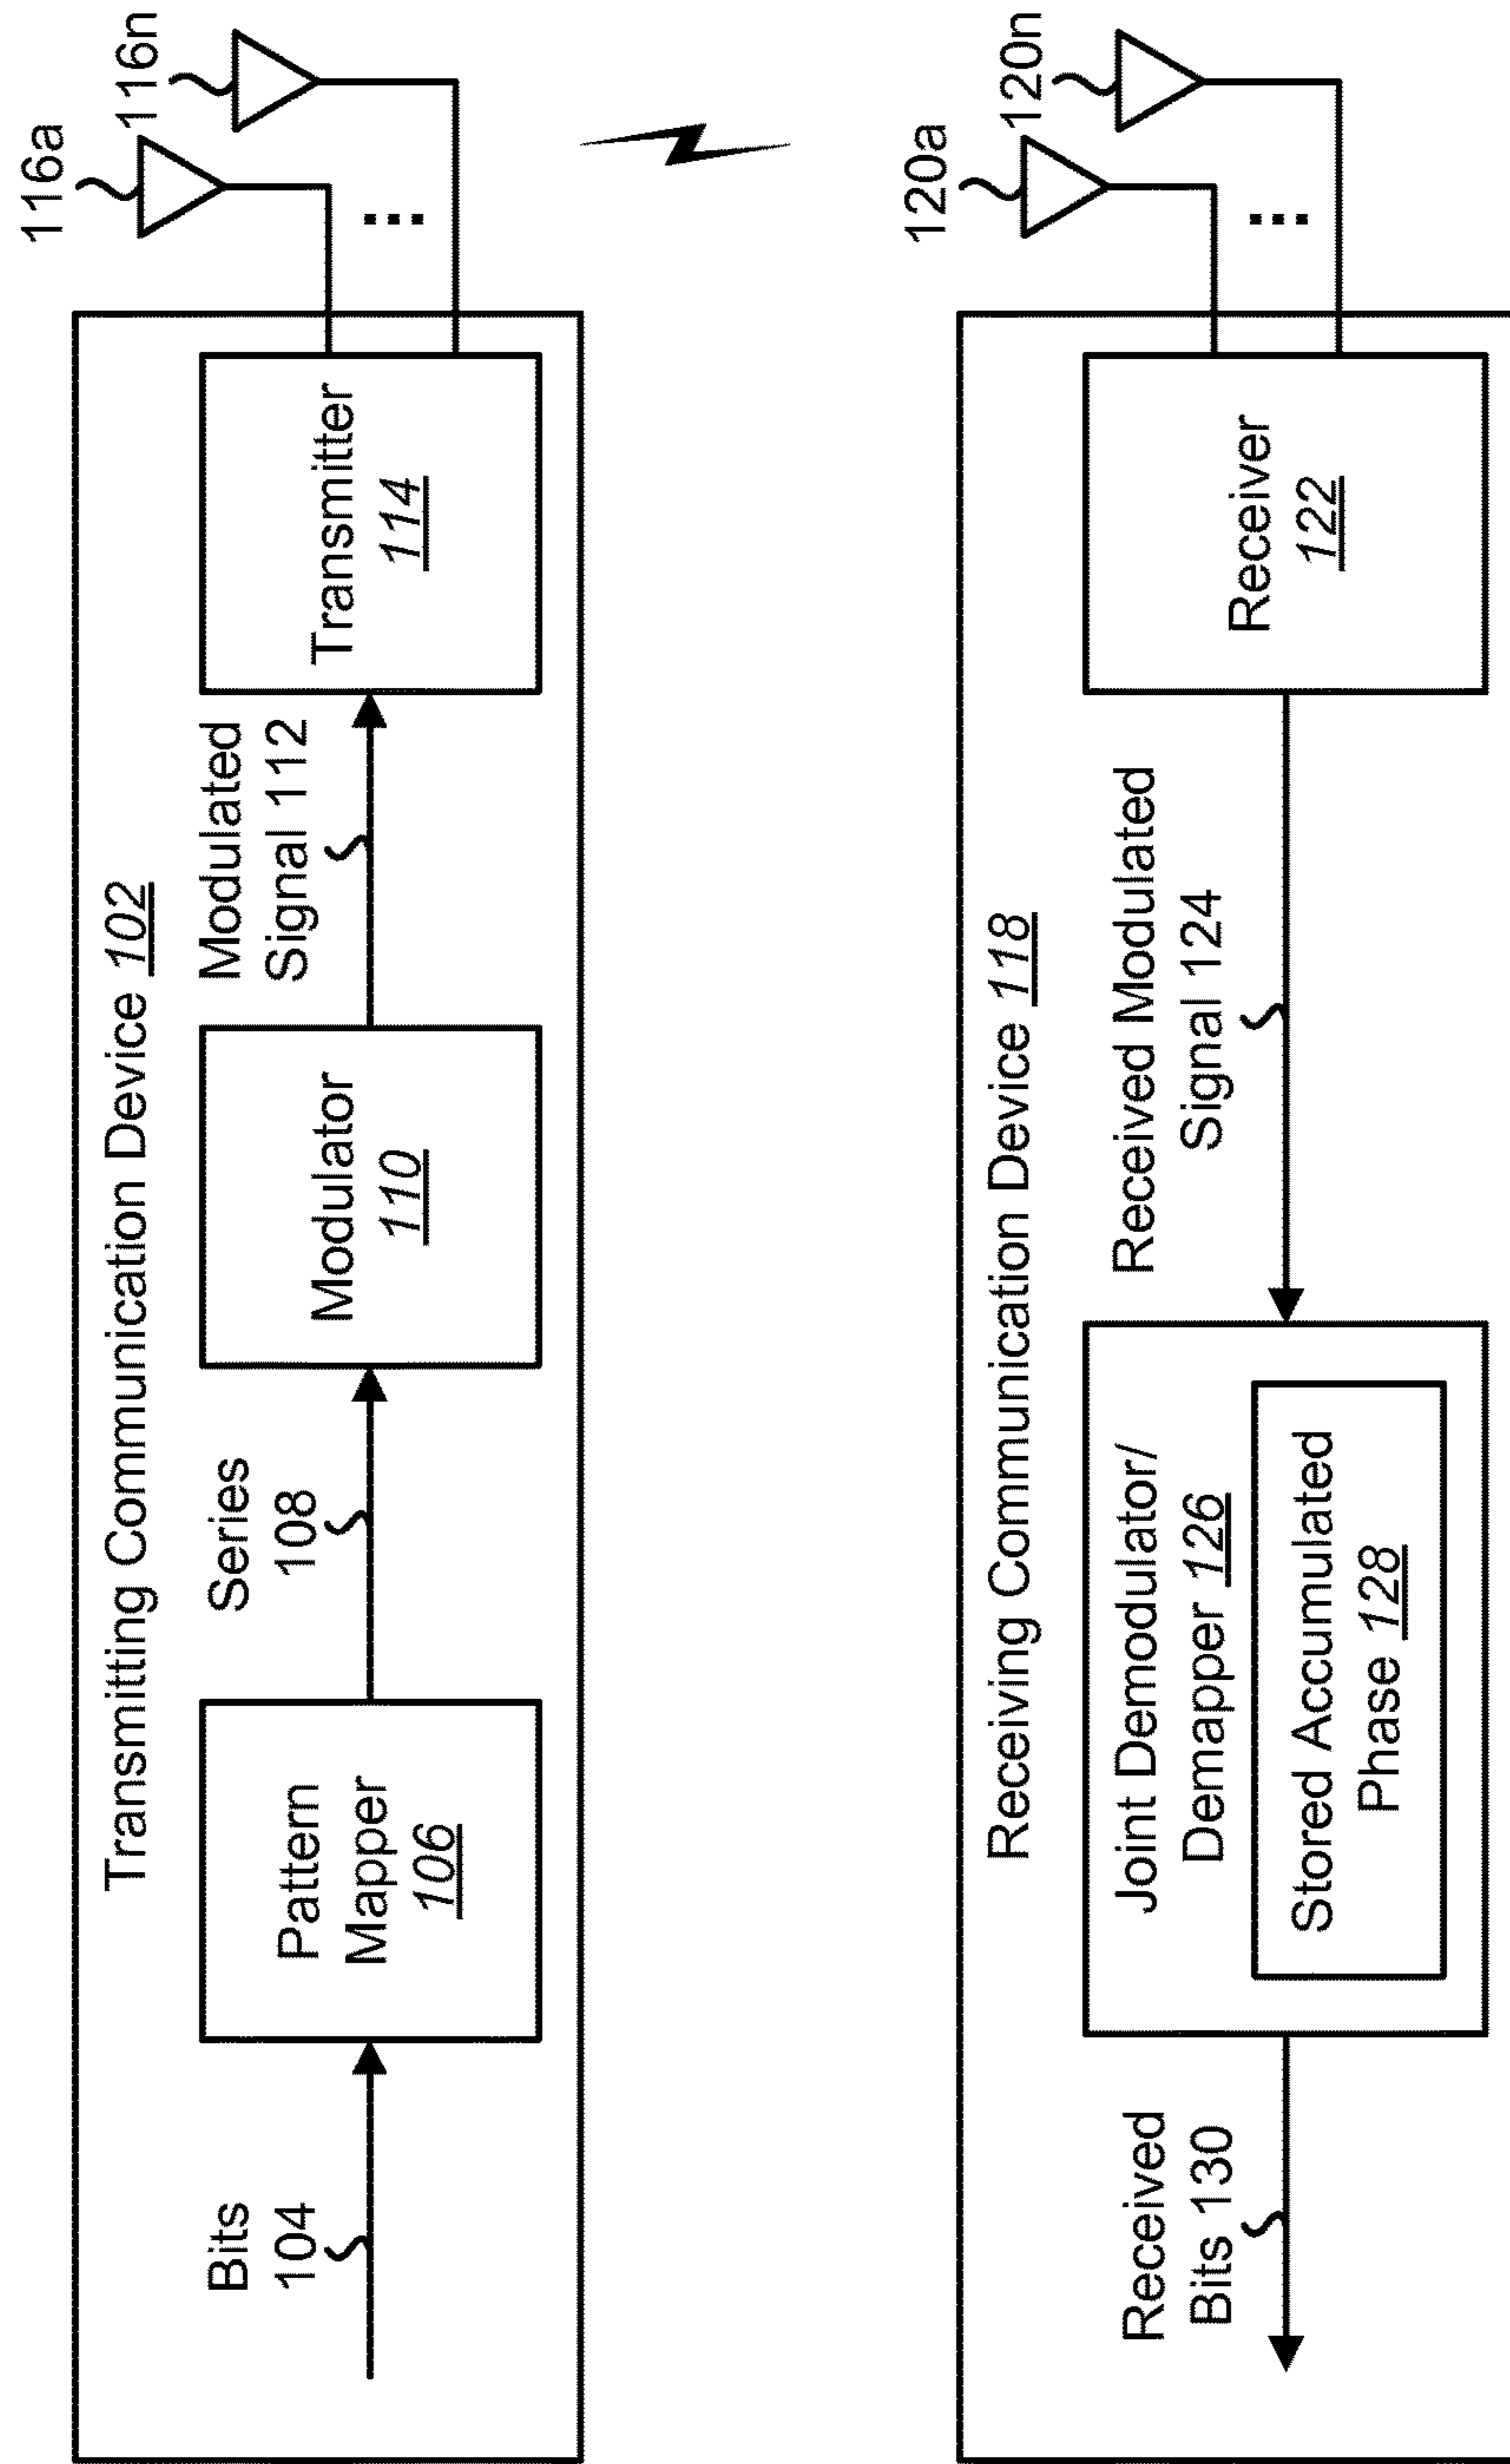 Transmitting Communication Device 102
Bits
104
Pattern
Mapper
106
Series
108
Modulator
110
Modulated
Signal 112
Transmitter
114
116a
116n
...
Receiving Communication Device 118
Received
Bits 130
Joint Demodulator/
Demapper 126
Stored Accumulated
Phase 128
Received Modulated
Signal 124
Receiver
122
120a
120n
...